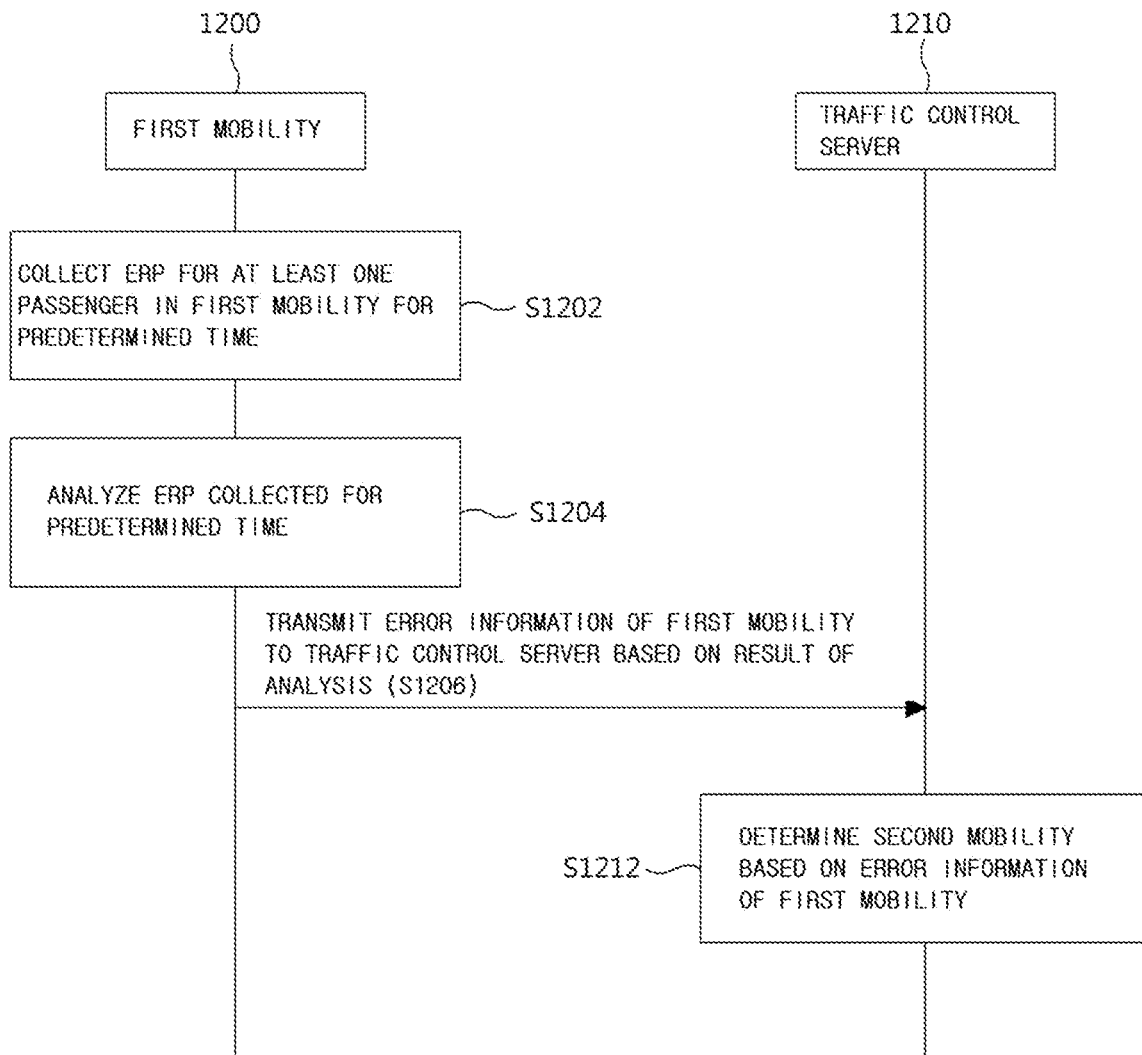 1200
1210
FIRST MOBILITY
TRAFFIC CONTROL
SERVER
COLLECT ERP FOR AT LEAST ONE
PASSENGER IN FIRST MOBILITY FOR
PREDETERMINED TIME
S1202
ANALYZE ERP COLLECTED FOR
PREDETERMINED TIME
S1204
TRANSMIT ERROR INFORMATION OF FIRST MOBILITY
TO TRAFFIC CONTROL SERVER BASED ON RESULT OF
ANALYSIS (S1206)
S1212
DETERMINE SECOND MOBILITY
BASED ON ERROR INFORMATION
OF FIRST MOBILITY